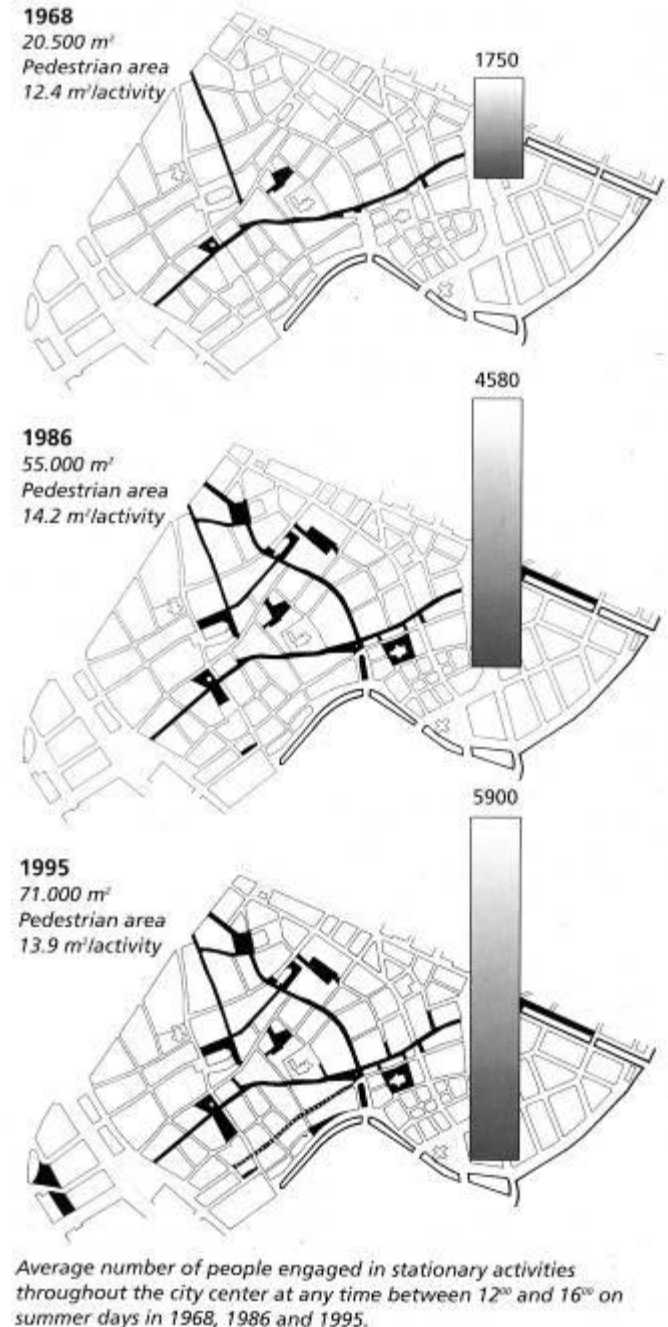 1968
20.500 m²
Pedestrian area
12.4 m²/activity
1750
4580
1986
55.000 m²
Pedestrian area
14.2 m²/activity
5900
1995
71.000 m²
Pedestrian area
13.9 m²/activity
Average number of people engaged in stationary activities
throughout the city center at any time between 12⁰⁰ and 16⁰⁰ on
summer days in 1968, 1986 and 1995.